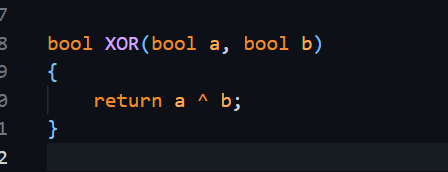 7
8 bool XOR(bool a, bool b)
9 {
0     return a ^ b;
1 }
2